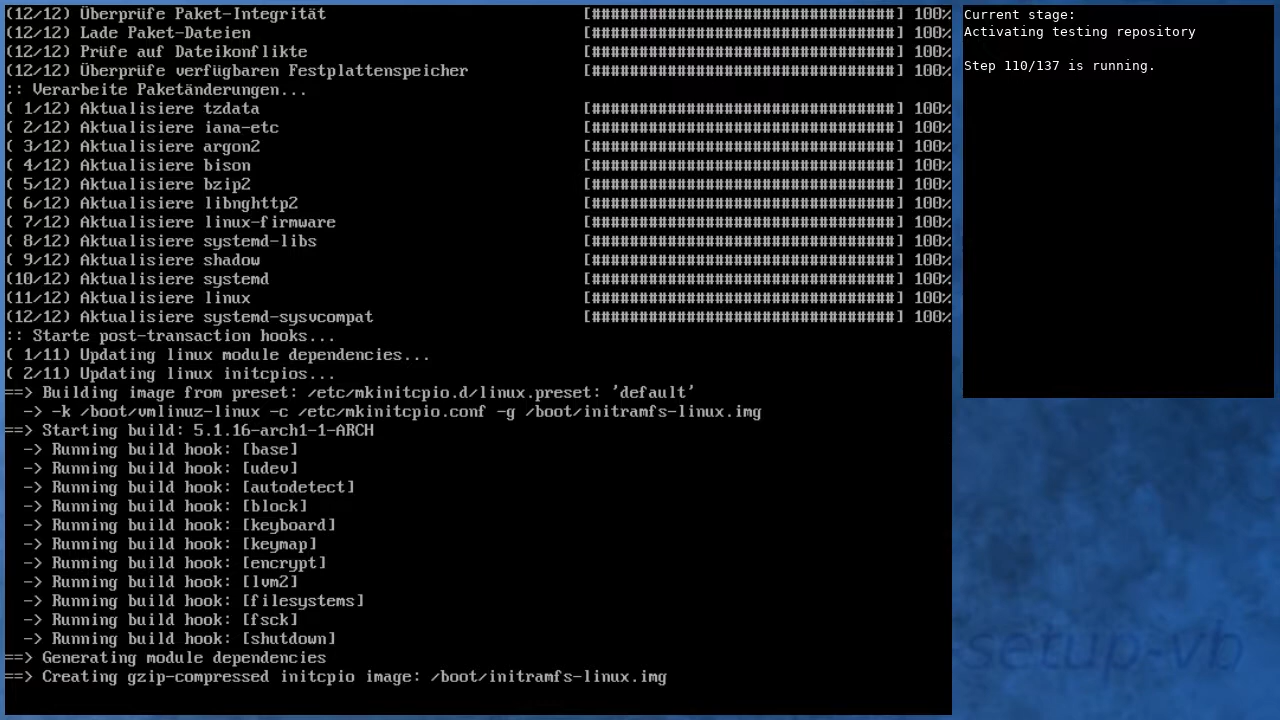 (12/12) Überprüfe Paket-Integrität [################################] 100%
(12/12) Lade Paket-Dateien [################################] 100%
(12/12) Prüfe auf Dateikonflikte [################################] 100%
(12/12) Überprüfe verfügbaren Festplattenspeicher [################################] 100%
:: Verarbeite Paketänderungen...
( 1/12) Aktualisiere tzdata [################################] 100%
( 2/12) Aktualisiere iana-etc [################################] 100%
( 3/12) Aktualisiere argon2 [################################] 100%
( 4/12) Aktualisiere bison [################################] 100%
( 5/12) Aktualisiere bzip2 [################################] 100%
( 6/12) Aktualisiere libnghttp2 [################################] 100%
( 7/12) Aktualisiere linux-firmware [################################] 100%
( 8/12) Aktualisiere systemd-libs [################################] 100%
( 9/12) Aktualisiere shadow [################################] 100%
(10/12) Aktualisiere systemd [################################] 100%
(11/12) Aktualisiere linux [################################] 100%
(12/12) Aktualisiere systemd-sysvcompat [################################] 100%
:: Starte post-transaction hooks...
( 1/11) Updating linux module dependencies...
( 2/11) Updating linux initcpios...
==> Building image from preset: /etc/mkinitcpio.d/linux.preset: 'default'
-> -k /boot/vmlinuz-linux -c /etc/mkinitcpio.conf -g /boot/initramfs-linux.img
==> Starting build: 5.1.16-arch1-1-ARCH
-> Running build hook: [base]
-> Running build hook: [udev]
-> Running build hook: [autodetect]
-> Running build hook: [block]
-> Running build hook: [keyboard]
-> Running build hook: [keymap]
-> Running build hook: [encrypt]
-> Running build hook: [lvm2]
-> Running build hook: [filesystems]
-> Running build hook: [fsck]
-> Running build hook: [shutdown]
==> Generating module dependencies
==> Creating gzip-compressed initcpio image: /boot/initramfs-linux.img
Current stage:
Activating testing repository
Step 110/137 is running.
setup-vb